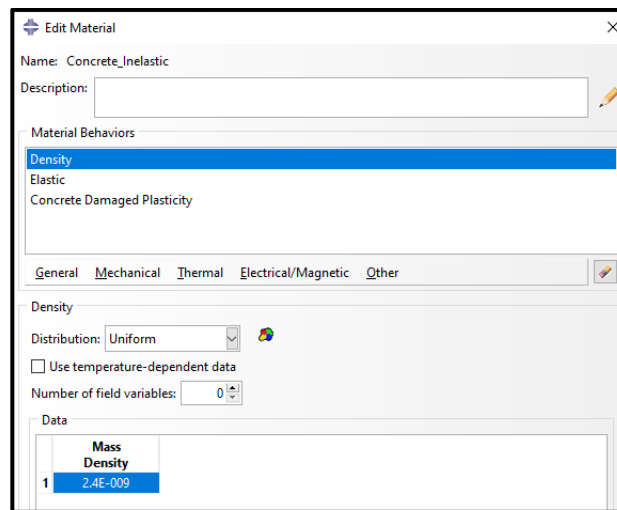 Edit Material
Name: Concrete_Inelastic
Description:
Material Behaviors
Density
Elastic
Concrete Damaged Plasticity
General Mechanical Thermal Electrical/Magnetic Other
Density
Distribution: Uniform
Use temperature-dependent data
Number of field variables: 0
Data
Mass
Density
1 2.4E-009